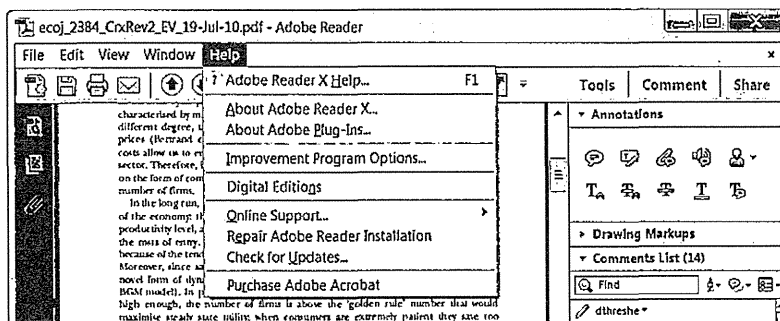 ecoj_2384_CrxRev2_EV_19-Jul-10.pdf - Adobe Reader
File Edit View Window Help
Adobe Reader X Help... F1
Tools Comment Share
characterised by m
About Adobe Reader X...
Annotations
different degree,
prices (Bertrand
About Adobe Plug-Ins...
costs allow us to
sector. Therefore,
Improvement Program Options...
on the form of com
number of firms.
Digital Editions
In the long run,
of the economy:
Online Support...
productivity level, a
the mass of entry.
Repair Adobe Reader Installation
Drawing Markups
because of the tend
Check for Updates...
Comments List (14)
Moreover, since
novel form of dyn
Purchase Adobe Acrobat
Find
BGM model). In
high enough, the number of firms is above the 'golden rule' number that would
dthreshe
maximise steady state utility when consumers are extremely patient they save too